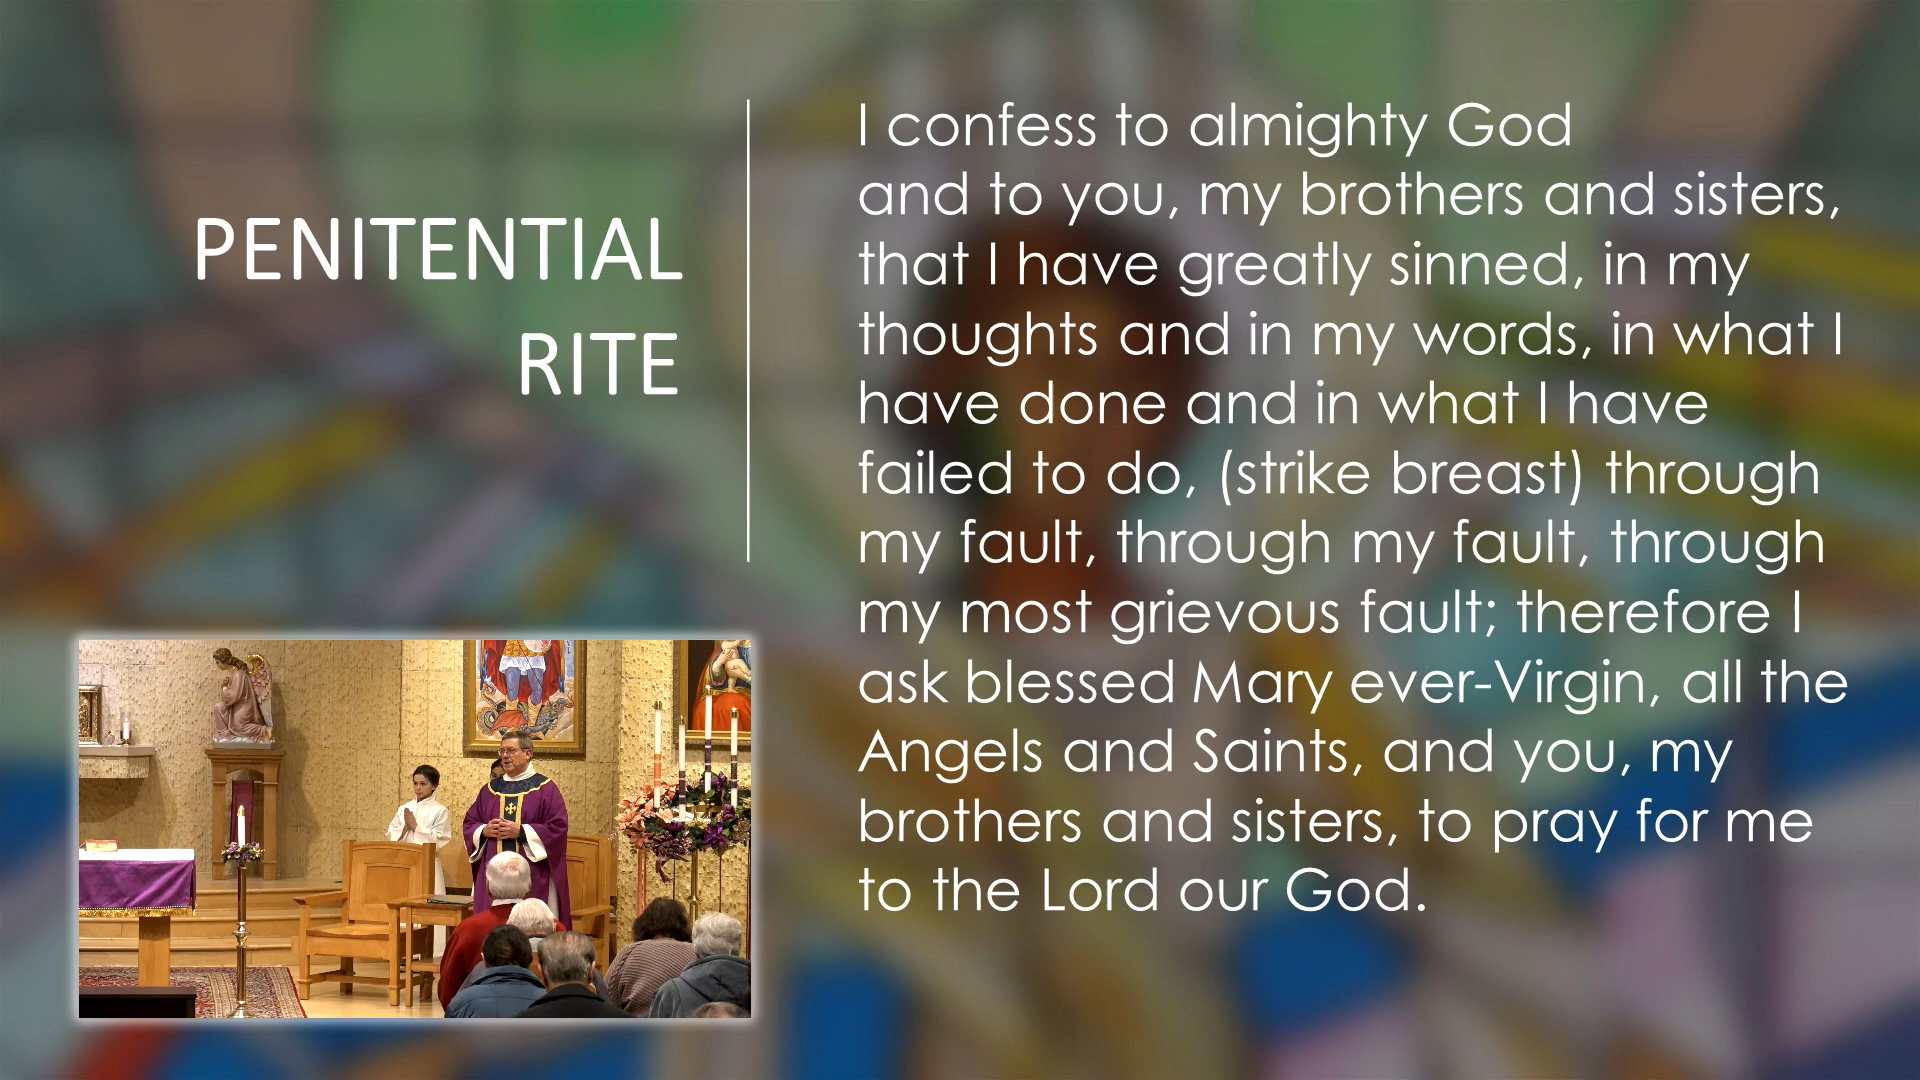 PENITENTIAL
RITE
I confess to almighty God
and to you, my brothers and sisters,
that I have greatly sinned, in my
thoughts and in my words, in what I
have done and in what I have
failed to do, (strike breast) through
my fault, through my fault, through
my most grievous fault; therefore I
ask blessed Mary ever-Virgin, all the
Angels and Saints, and you, my
brothers and sisters, to pray for me
to the Lord our God.